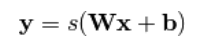 y = s(Wx + b)